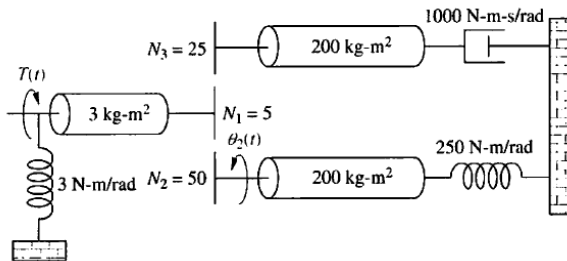 1000 N-m-s/rad
N3 = 25
200 kg-m²
T(t)
3 kg-m²
N1 = 5
θ2(t)
250 N-m/rad
3 N-m/rad
N2 = 50
200 kg-m²